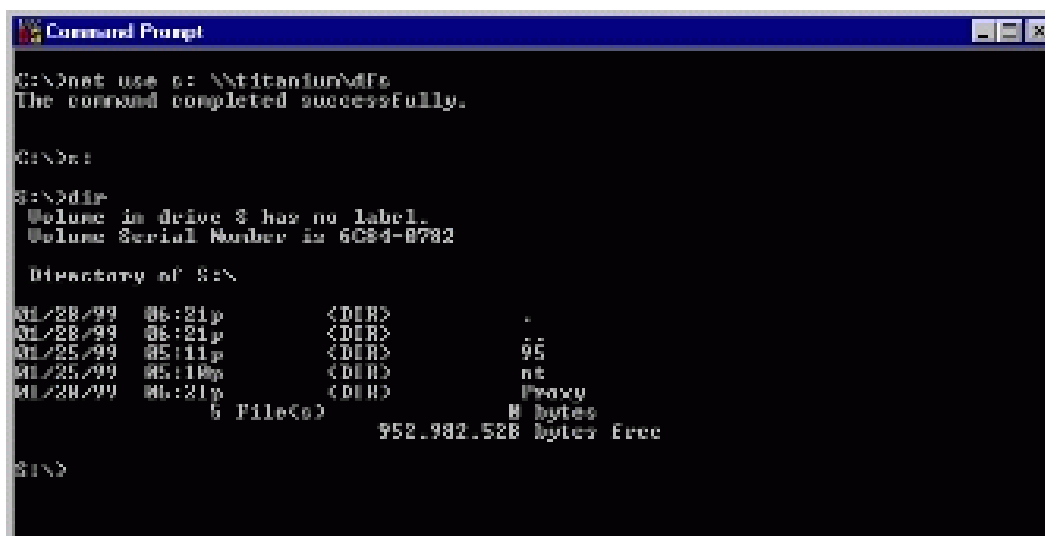 Command Prompt
C:\>net use s: \\titanium\dfs
The command completed successfully.
C:\>s:
S:\>dir
Volume in drive S has no label.
Volume Serial Number is 6C84-0782
Directory of S:\
01/28/99 06:21p <DIR> .
01/28/99 06:21p <DIR> ..
01/25/99 05:11p <DIR> 95
01/25/99 05:10p <DIR> nt
01/28/99 06:21p <DIR> Proxy
5 File(s) 0 bytes
952,982,528 bytes free
S:\>